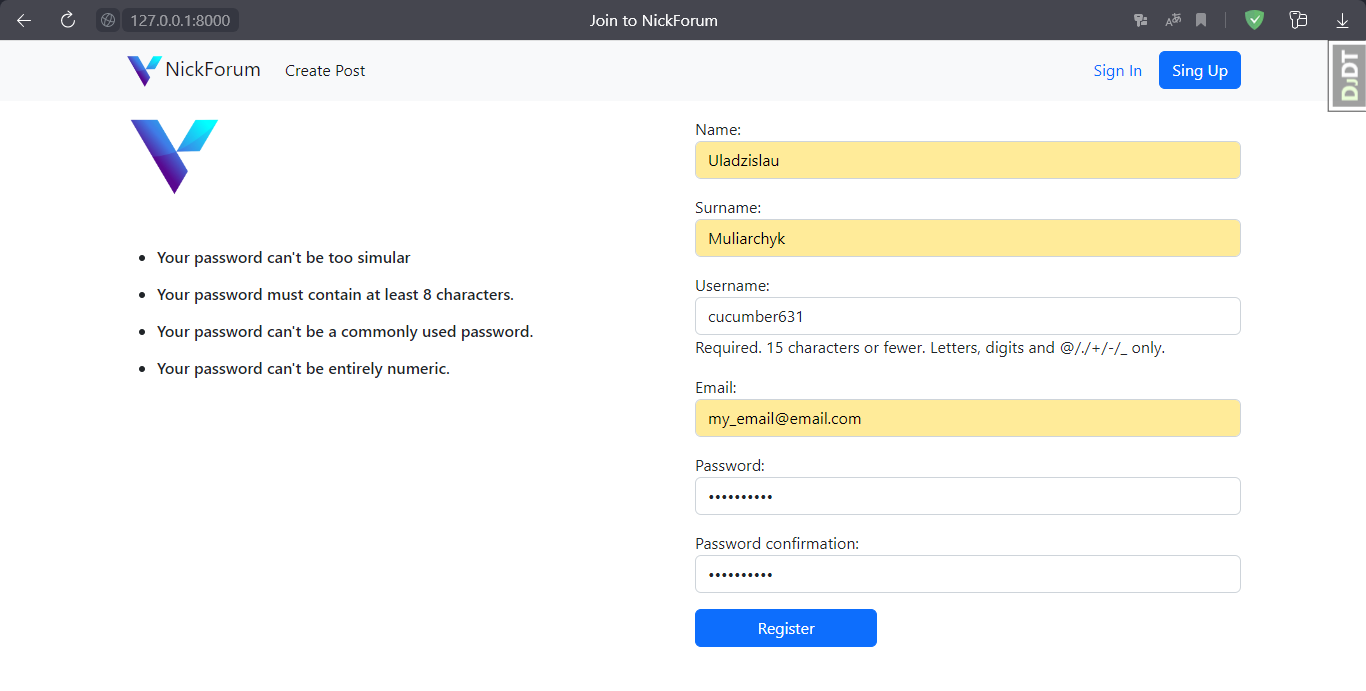 127.0.0.1:8000 Join to NickForum
NickForum Create Post Sign In Sing Up
DJDT
Name:
Uladzislau
Surname:
Muliarchyk
Username:
cucumber631
Required. 15 characters or fewer. Letters, digits and @/./+/-/_ only.
Email:
my_email@email.com
Password:
••••••••••
Password confirmation:
••••••••••
Register
Your password can't be too simular
Your password must contain at least 8 characters.
Your password can't be a commonly used password.
Your password can't be entirely numeric.